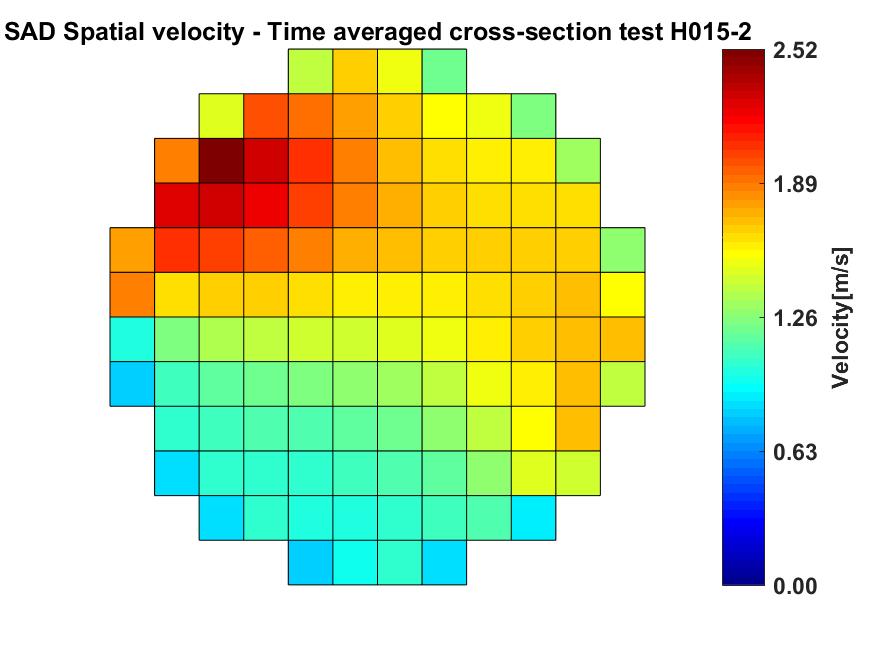 SAD Spatial velocity - Time averaged cross-section test H015-2
2.52
1.89
1.26
0.63
0.00
Velocity[m/s]